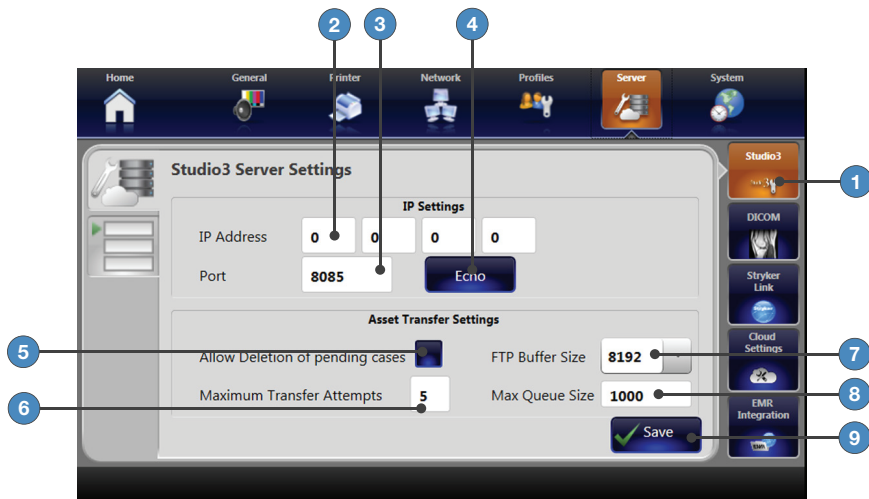 2 3 4
Home General Printer Network Profiles Server System
Studio3 Server Settings
Studio3
1
IP Settings
IP Address 0 0 0 0
DICOM
Port 8085 Echo
Stryker
Link
Asset Transfer Settings
5
Allow Deletion of pending cases FTP Buffer Size 8192
Cloud
Settings
7
6
Maximum Transfer Attempts 5 Max Queue Size 1000
8
EMR
Integration
Save
9